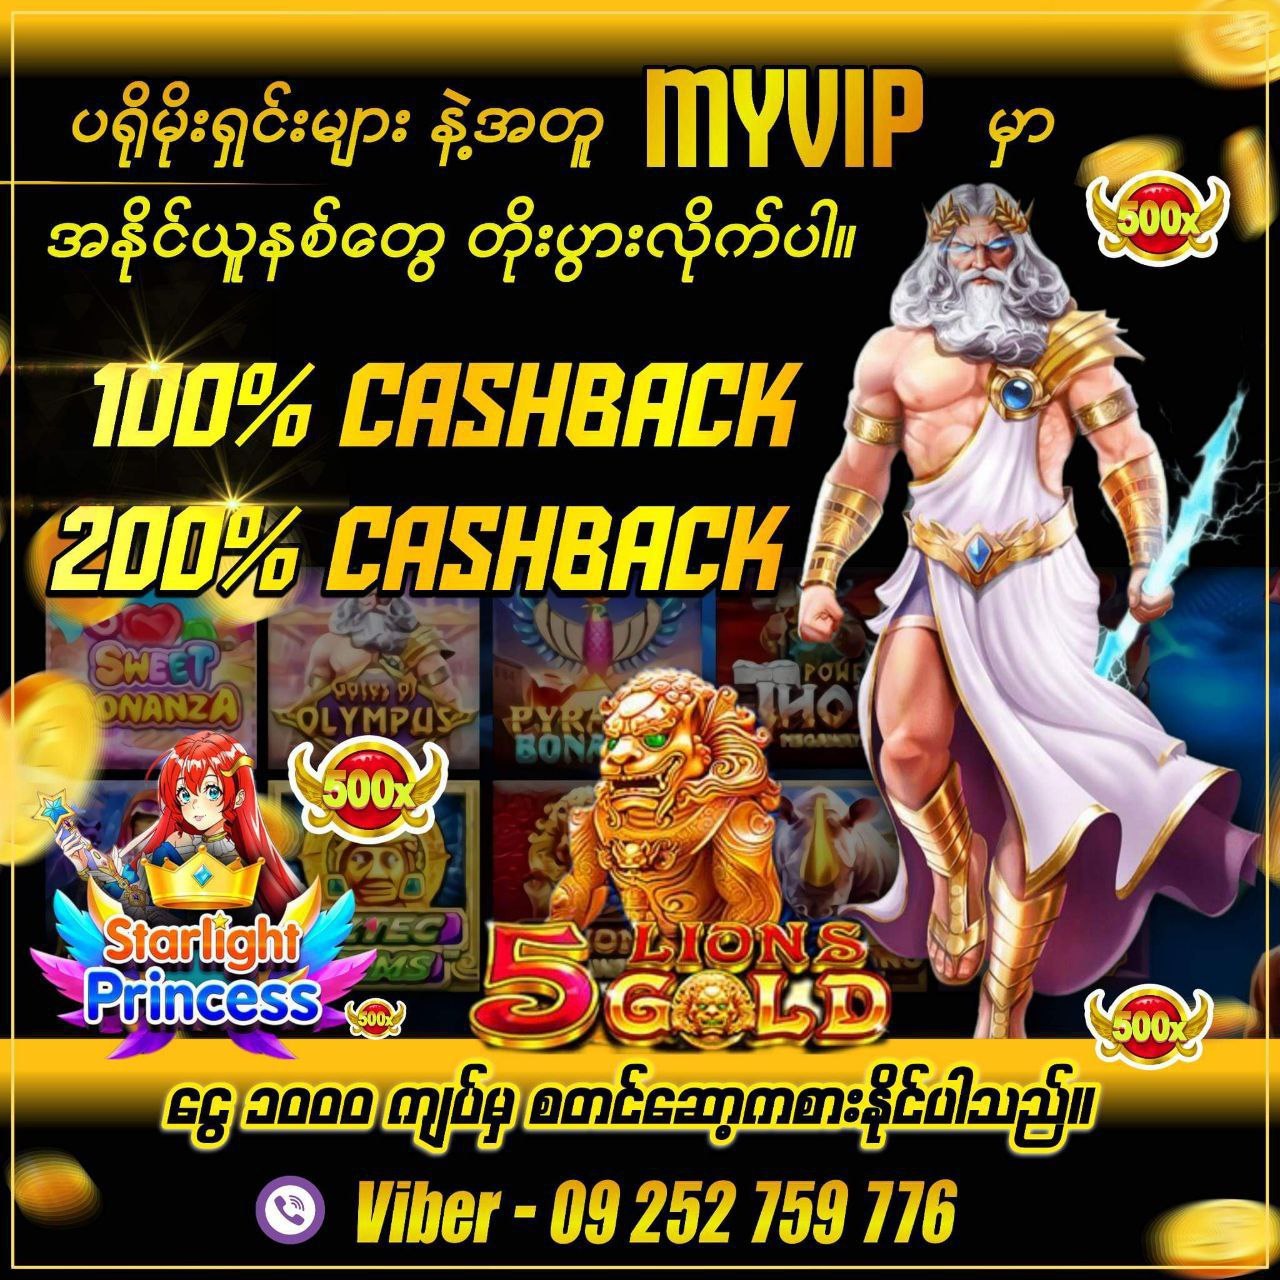 ပရိုမိုးရှင်းများ နဲ့အတူ MYVIP မှာ
500x
အနိုင်ယူနစ်တွေ တိုးပွားလိုက်ပါ။
100% CASHBACK
200% CASHBACK
SWEET
BONANZA
Gates of
OLYMPUS
500x
Starlight
Princess
500x
5 LIONS
GOLD
500x
ငွေ ၁၀၀၀ ကျပ်မှ စတင်ဆော့ကစားနိုင်ပါသည်။
Viber - 09 252 759 776